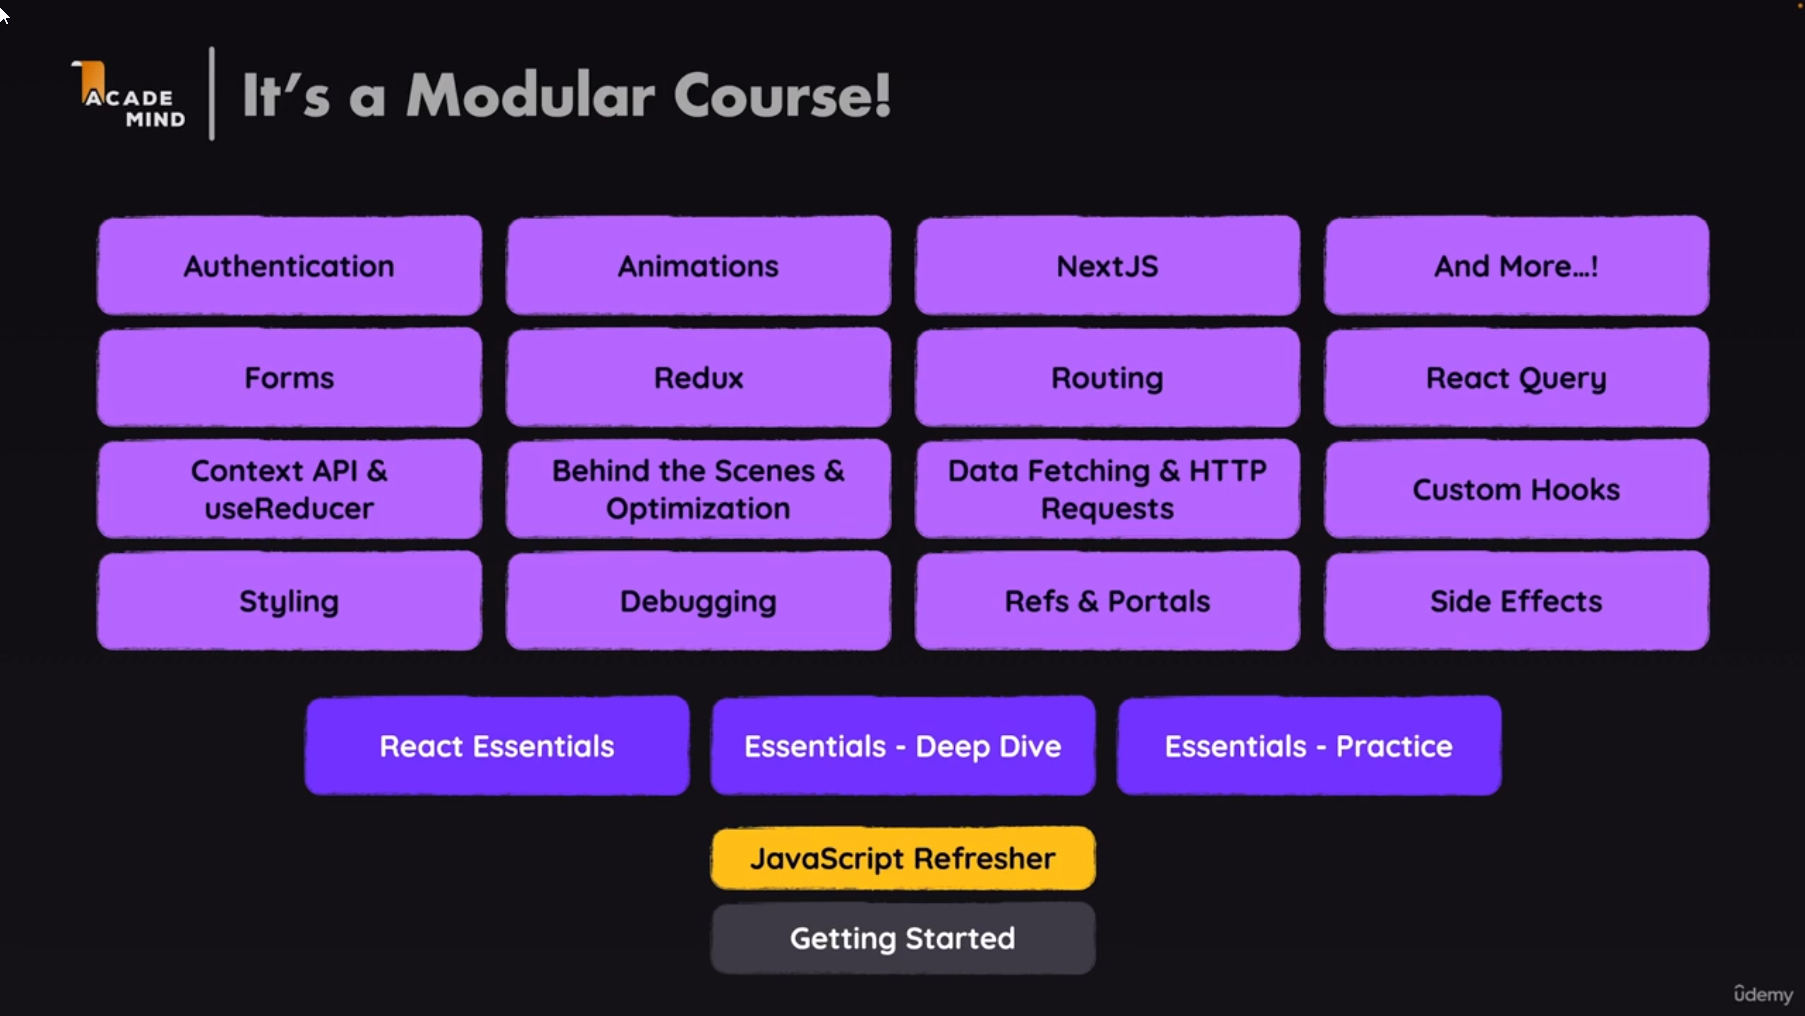 ACADE
MIND
It's a Modular Course!
Authentication
Animations
NextJS
And More...!
Forms
Redux
Routing
React Query
Context API &
useReducer
Behind the Scenes &
Optimization
Data Fetching & HTTP
Requests
Custom Hooks
Styling
Debugging
Refs & Portals
Side Effects
React Essentials
Essentials - Deep Dive
Essentials - Practice
JavaScript Refresher
Getting Started
ûdemy